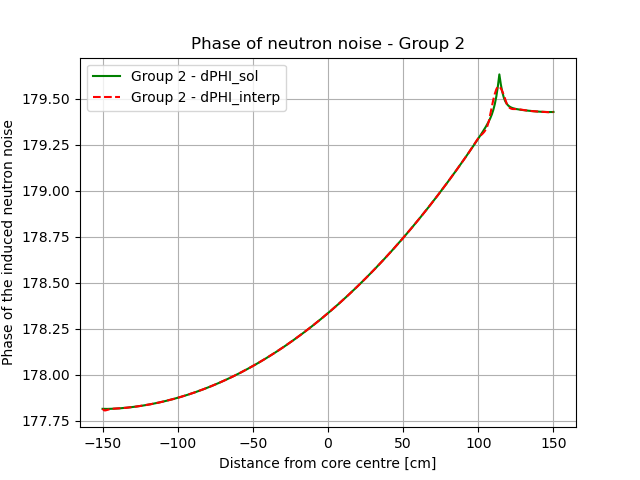 Phase of neutron noise - Group 2
Group 2 - dPHI_sol
Group 2 - dPHI_interp
Phase of the induced neutron noise
179.50
179.25
179.00
178.75
178.50
178.25
178.00
177.75
−150 −100 −50 0 50 100 150
Distance from core centre [cm]